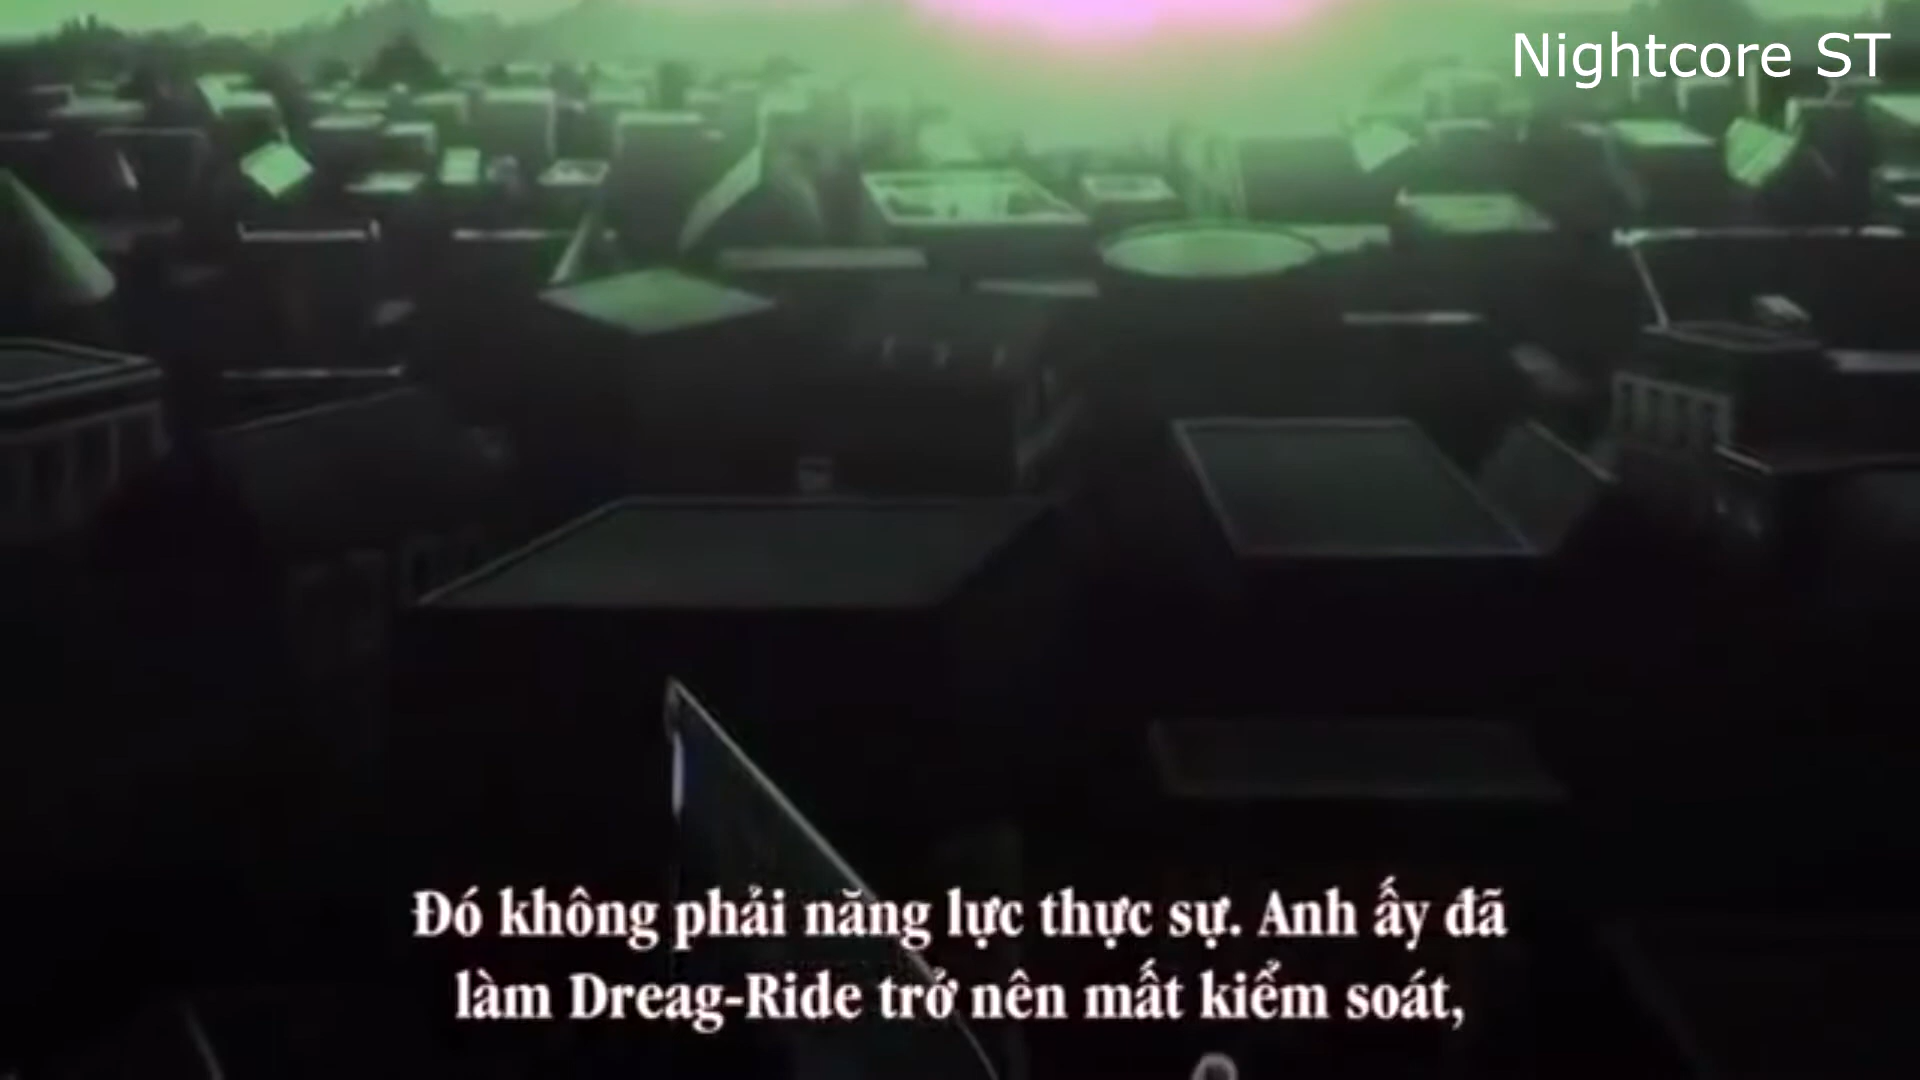 Nightcore ST
Đó không phải năng lực thực sự. Anh ấy đã
làm Dreag-Ride trở nên mất kiểm soát,